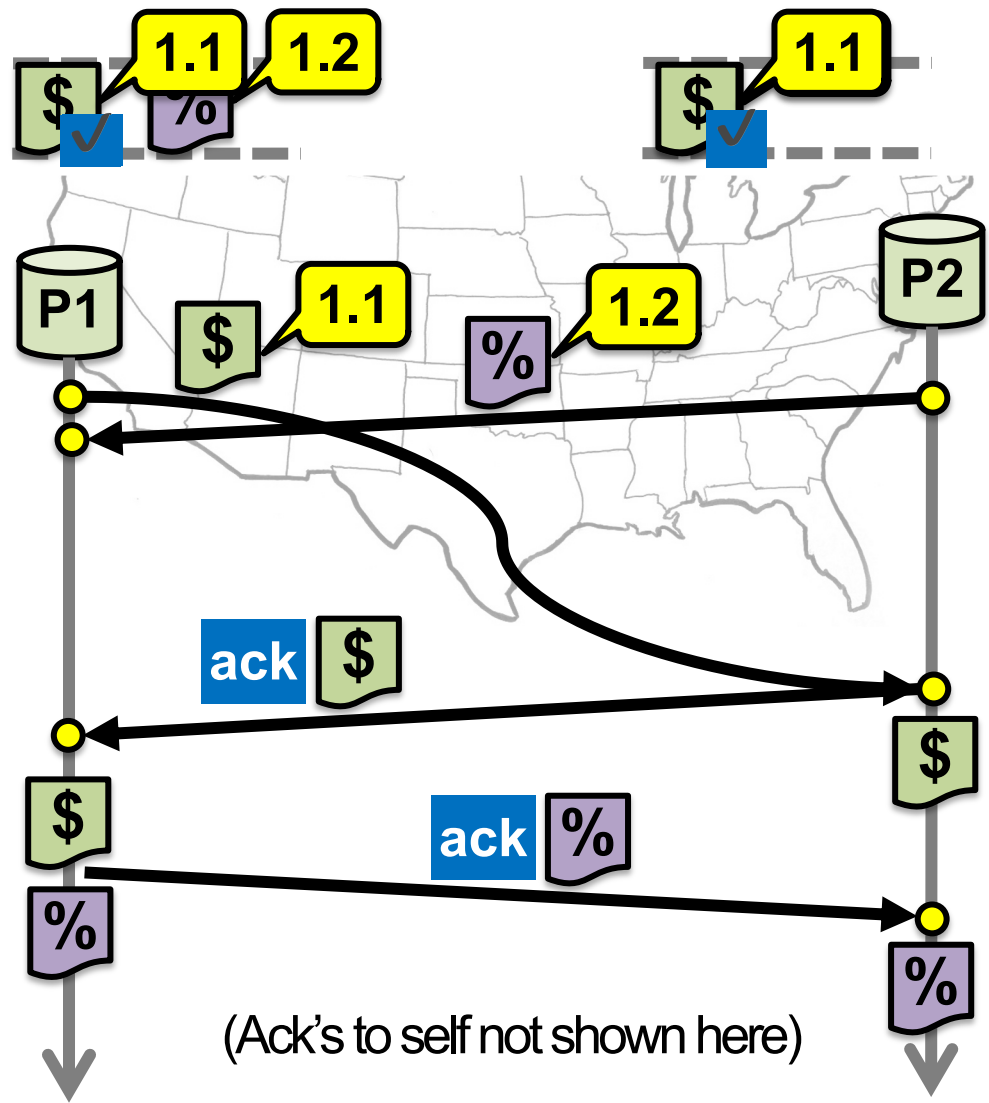 1.1 1.2 1.1
$ % $
P1 P2
$ 1.1 % 1.2
ack $
$
$
ack %
%
%
(Ack's to self not shown here)